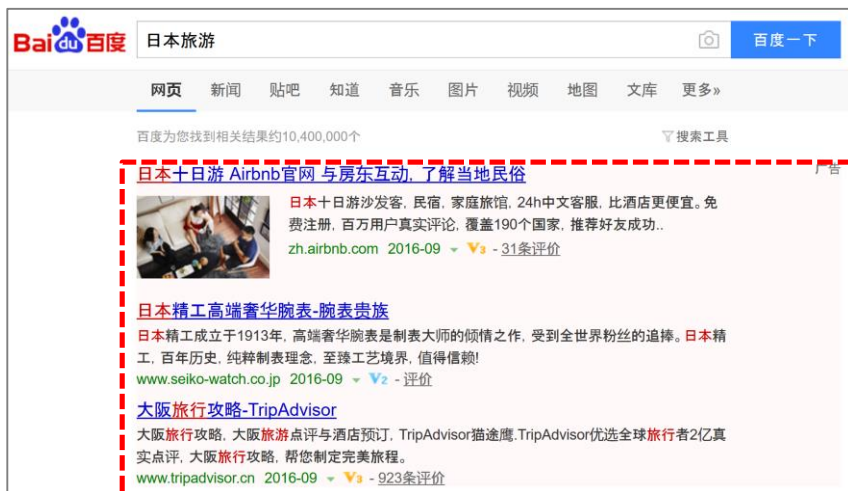 Bai du 百度 日本旅游 百度一下
网页 新闻 贴吧 知道 音乐 图片 视频 地图 文库 更多»
百度为您找到相关结果约10,400,000个 搜索工具
日本十日游 Airbnb官网 与房东互动, 了解当地民俗 广告
日本十日游沙发客, 民宿, 家庭旅馆, 24h中文客服, 比酒店更便宜。免
费注册, 百万用户真实评论, 覆盖190个国家, 推荐好友成功..
zh.airbnb.com 2016-09 V3 - 31条评价
日本精工高端奢华腕表-腕表贵族
日本精工成立于1913年, 高端奢华腕表是制表大师的倾情之作, 受到全世界粉丝的追捧。日本精
工, 百年历史, 纯粹制表理念, 至臻工艺境界, 值得信赖!
www.seiko-watch.co.jp 2016-09 V2 - 评价
大阪旅行攻略-TripAdvisor
大阪旅行攻略, 大阪旅游点评与酒店预订, TripAdvisor猫途鹰.TripAdvisor优选全球旅行者2亿真
实点评, 大阪旅行攻略, 帮您制定完美旅程。
www.tripadvisor.cn 2016-09 V3 - 923条评价